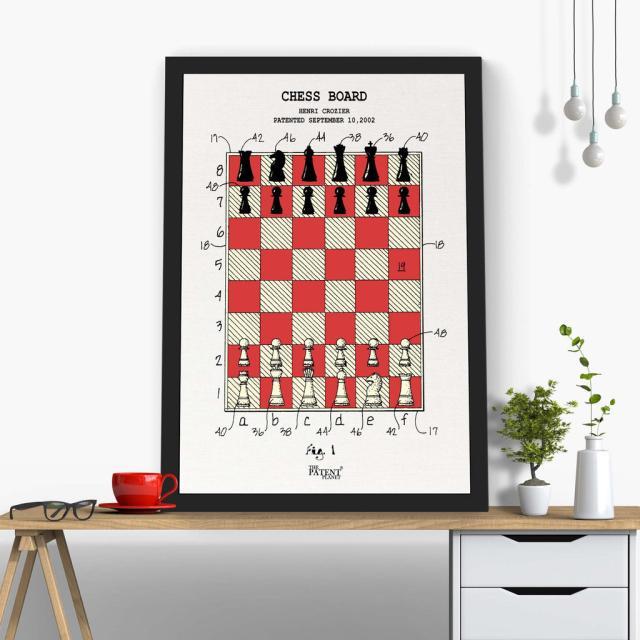 CHESS BOARD
HENRI CROZIER
PATENTED SEPTEMBER 10,2002
17 42 46 44 38 36 40
8
48
7
6
18 18
5 19
4
3
48
2
1
a b c d e f
40 36 38 44 46 42 17
Fig. 1
THE
PATENT
PLANET